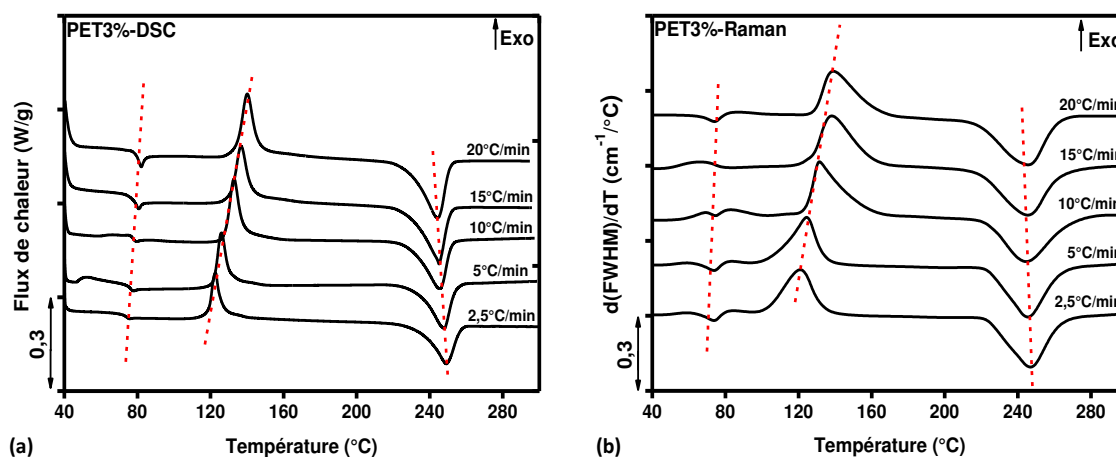 PET3%-DSC
Exo
20°C/min
15°C/min
10°C/min
5°C/min
2,5°C/min
Flux de chaleur (W/g)
0,3
40 80 120 160 200 240 280
Température (°C)
(a)
PET3%-Raman
Exo
20°C/min
15°C/min
10°C/min
5°C/min
2,5°C/min
d(FWHM)/dT (cm⁻¹/°C)
0,3
40 80 120 160 200 240 280
Température (°C)
(b)